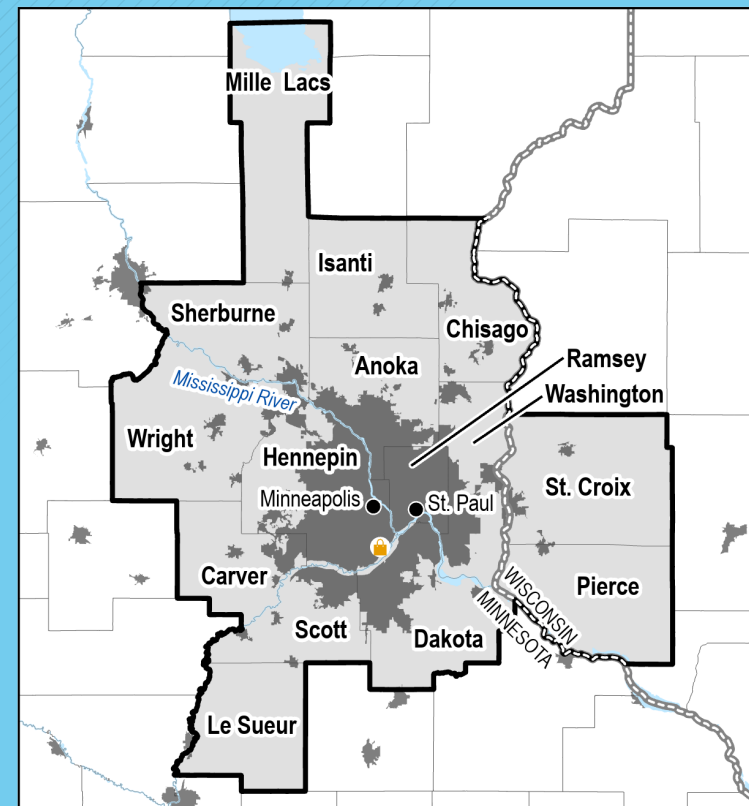 Mille Lacs
Isanti
Sherburne
Chisago
Anoka
Ramsey
Mississippi River
Washington
Wright
Hennepin
St. Croix
Minneapolis
St. Paul
Carver
Pierce
WISCONSIN
MINNESOTA
Scott
Dakota
Le Sueur